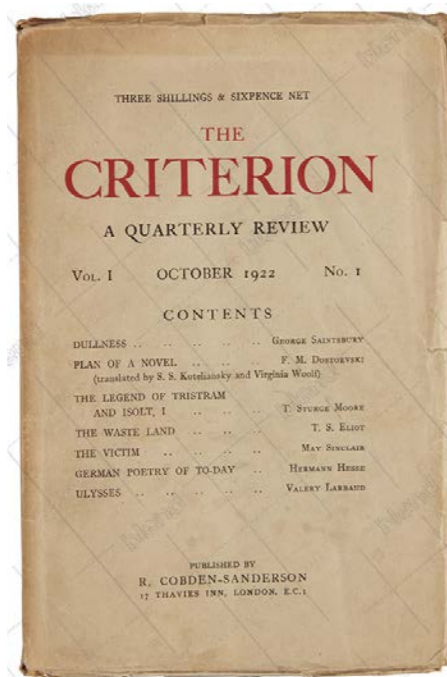 THREE SHILLINGS & SIXPENCE NET
THE
CRITERION
A QUARTERLY REVIEW
VOL. I OCTOBER 1922 NO. 1
CONTENTS
DULLNESS .. .. .. .. .. GEORGE SAINTSBURY
PLAN OF A NOVEL .. .. .. F. M. DOSTOEVSKI
(translated by S. S. Koteliansky and Virginia Woolf)
THE LEGEND OF TRISTRAM
AND ISOLT, I .. .. .. T. STURGE MOORE
THE WASTE LAND .. .. .. T. S. ELIOT
THE VICTIM .. .. .. .. MAY SINCLAIR
GERMAN POETRY OF TO-DAY .. HERMANN HESSE
ULYSSES .. .. .. .. .. VALERY LARBAUD
PUBLISHED BY
R. COBDEN-SANDERSON
17 THAVIES INN, LONDON, E.C.1